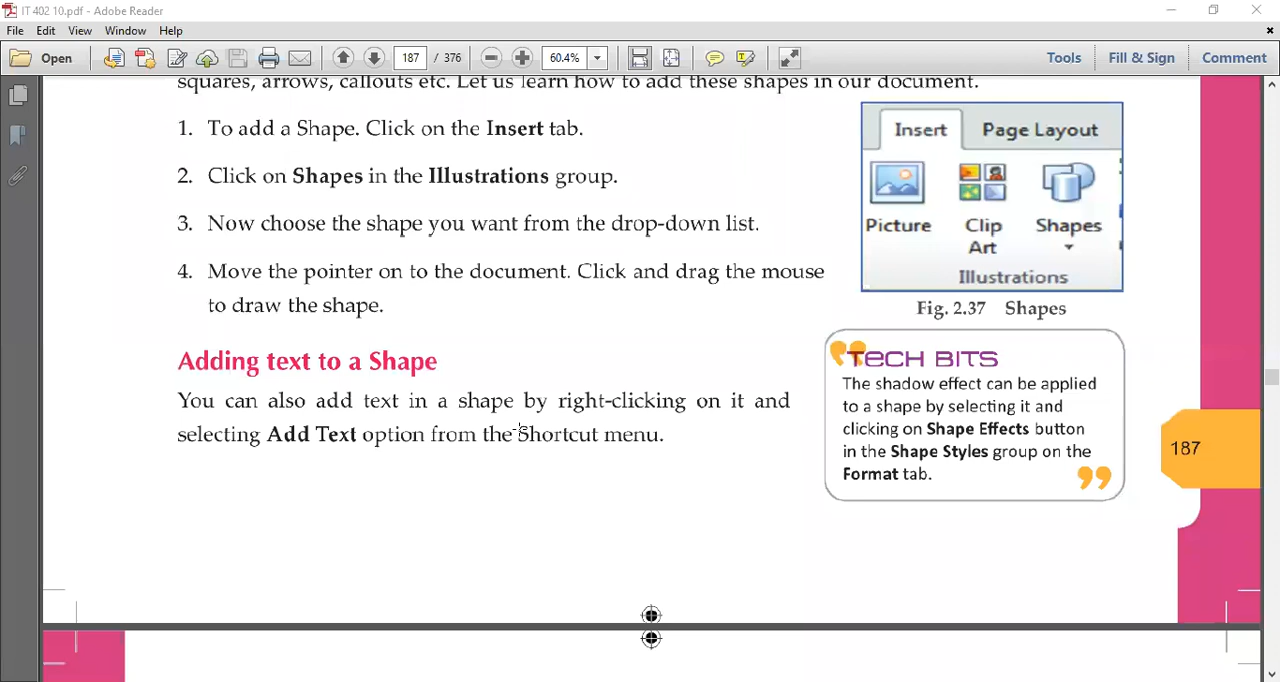 IT 402 10.pdf - Adobe Reader
File Edit View Window Help
Open 187 / 376 60.4% Tools Fill & Sign Comment
squares, arrows, callouts etc. Let us learn how to add these shapes in our document.
1. To add a Shape. Click on the Insert tab.
2. Click on Shapes in the Illustrations group.
3. Now choose the shape you want from the drop-down list.
4. Move the pointer on to the document. Click and drag the mouse
to draw the shape.
Insert Page Layout
Picture Clip Art Shapes
Illustrations
Fig. 2.37 Shapes
Adding text to a Shape
You can also add text in a shape by right-clicking on it and
selecting Add Text option from the Shortcut menu.
TECH BITS
The shadow effect can be applied
to a shape by selecting it and
clicking on Shape Effects button
in the Shape Styles group on the
Format tab.
187